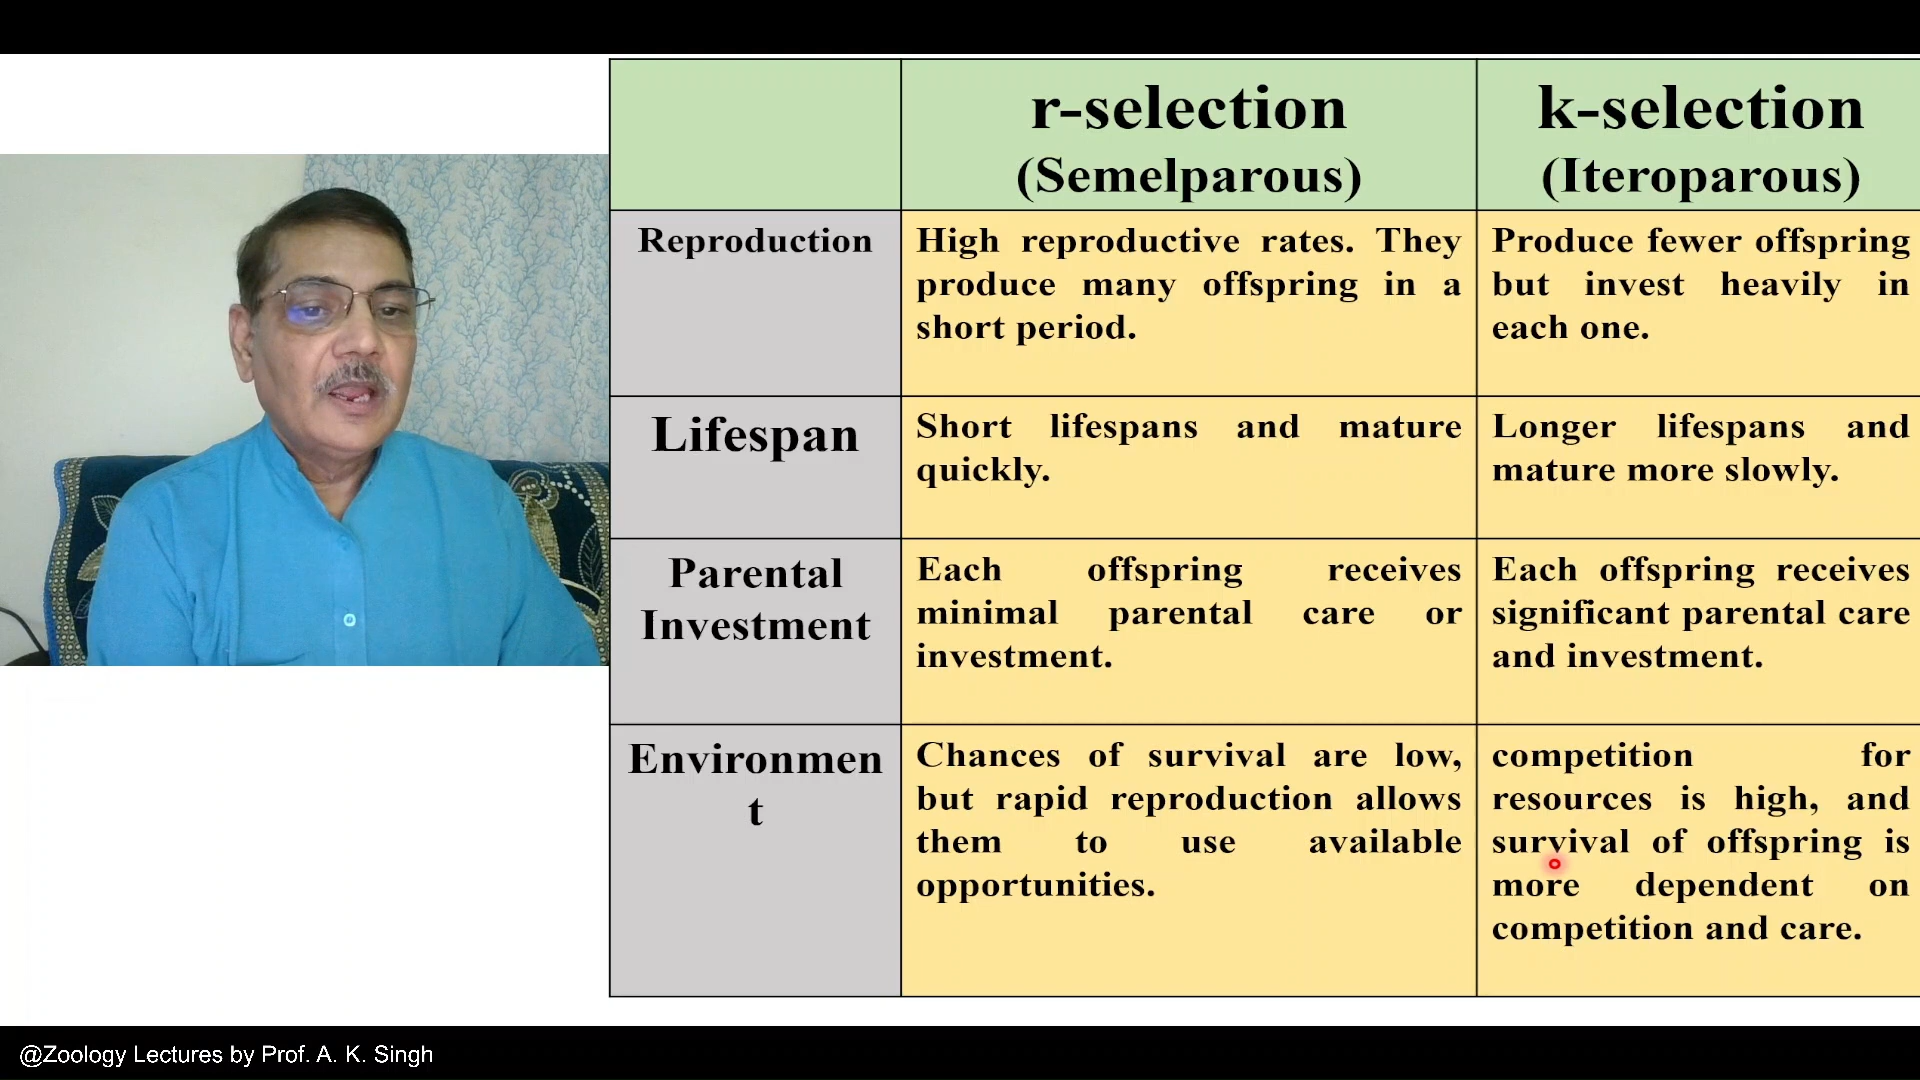 r-selection
(Semelparous)
k-selection
(Iteroparous)
Reproduction
High reproductive rates. They
produce many offspring in a
short period.
Produce fewer offspring
but invest heavily in
each one.
Lifespan
Short lifespans and mature
quickly.
Longer lifespans and
mature more slowly.
Parental
Investment
Each offspring receives
minimal parental care or
investment.
Each offspring receives
significant parental care
and investment.
Environmen
t
Chances of survival are low,
but rapid reproduction allows
them to use available
opportunities.
competition for
resources is high, and
survival of offspring is
more dependent on
competition and care.
@Zoology Lectures by Prof. A. K. Singh